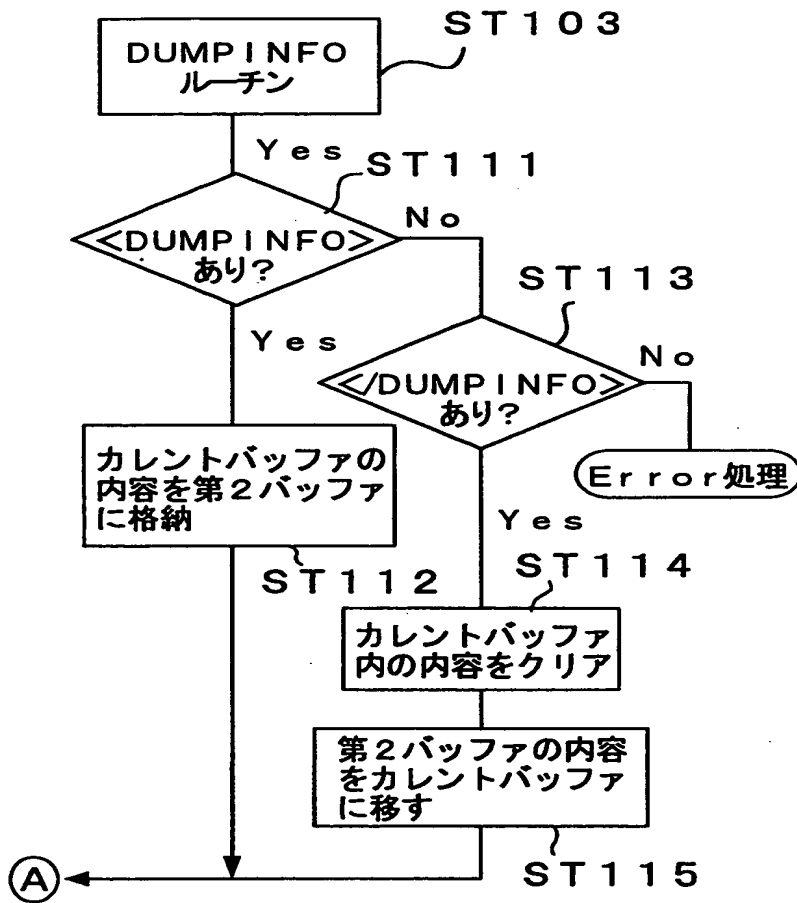 ST103
DUMPINFO
ルーチン
Yes
ST111
<DUMPINFO>
あり?
No
ST113
Yes
</DUMPINFO>
あり?
No
カレントバッファの
内容を第2バッファ
に格納
Error処理
Yes
ST112
ST114
カレントバッファ
内の内容をクリア
第2バッファの内容
をカレントバッファ
に移す
A
ST115